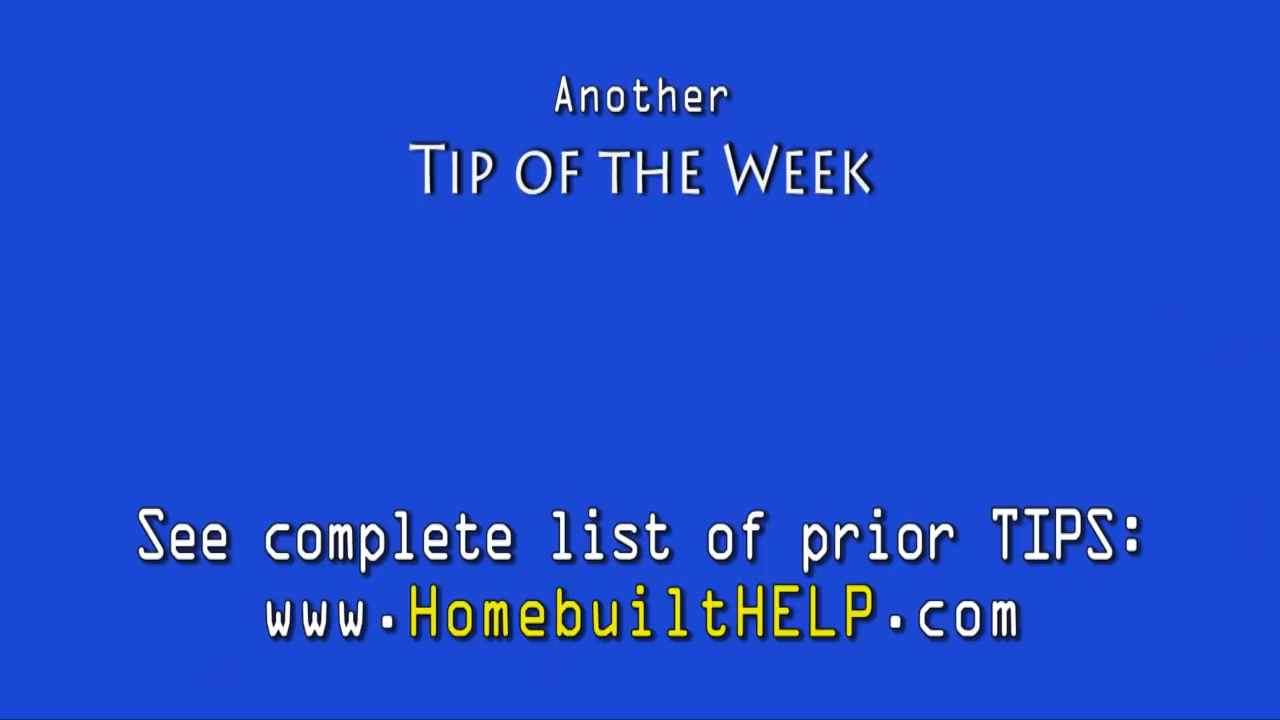 Another
Tip of the Week
See complete list of prior TIPS:
www.HomebuiltHELP.com